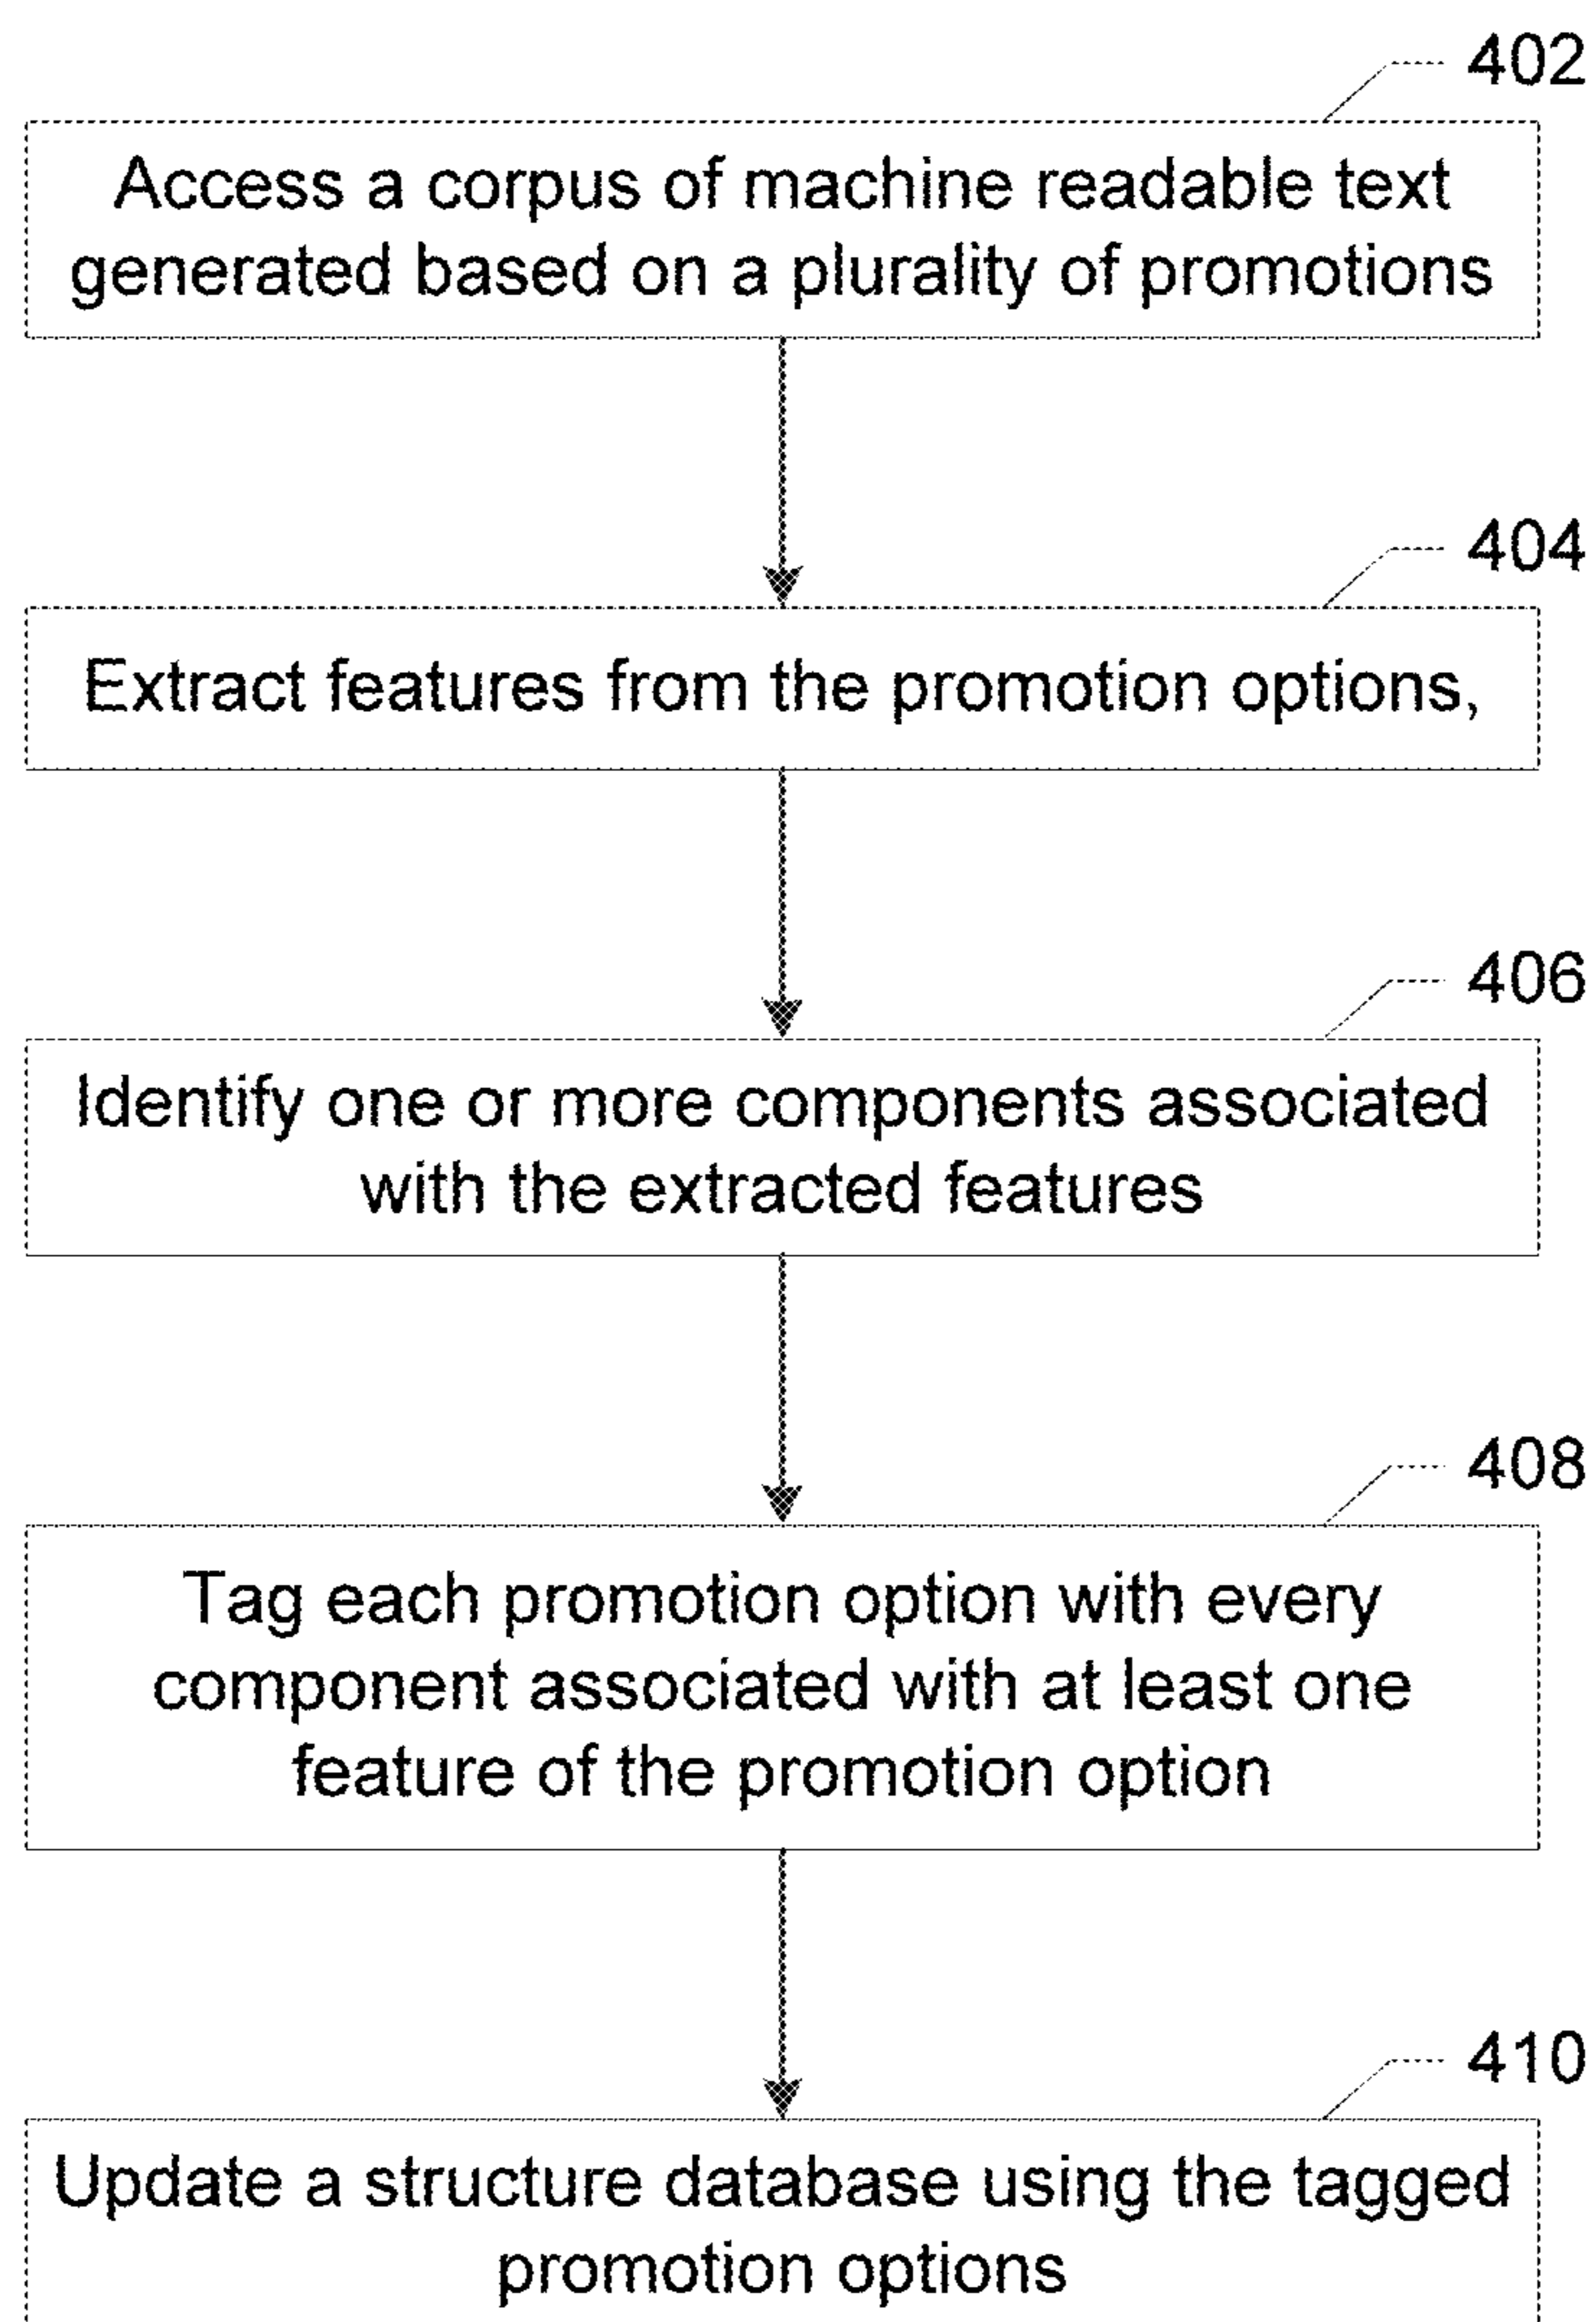 402
Access a corpus of machine readable text
generated based on a plurality of promotions
404
Extract features from the promotion options,
406
Identify one or more components associated
with the extracted features
408
Tag each promotion option with every
component associated with at least one
feature of the promotion option
410
Update a structure database using the tagged
promotion options